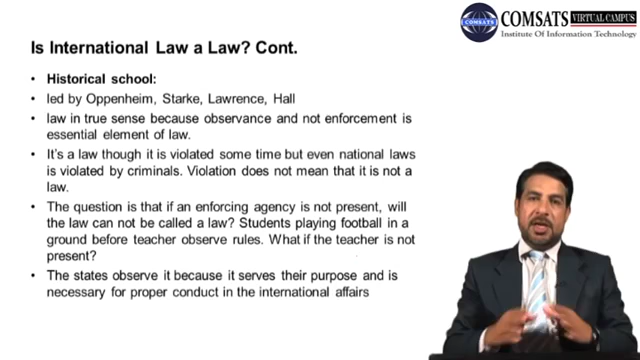 COMSATS VIRTUAL CAMPUS
Institute Of Information Technology
COMSATS
Is International Law a Law? Cont.
• Historical school:
• led by Oppenheim, Starke, Lawrence, Hall
• law in true sense because observance and not enforcement is
essential element of law.
• It's a law though it is violated some time but even national laws
is violated by criminals. Violation does not mean that it is not a
law.
• The question is that if an enforcing agency is not present, will
the law can not be called a law? Students playing football in a
ground before teacher observe rules. What if the teacher is not
present?
• The states observe it because it serves their purpose and is
necessary for proper conduct in the international affairs